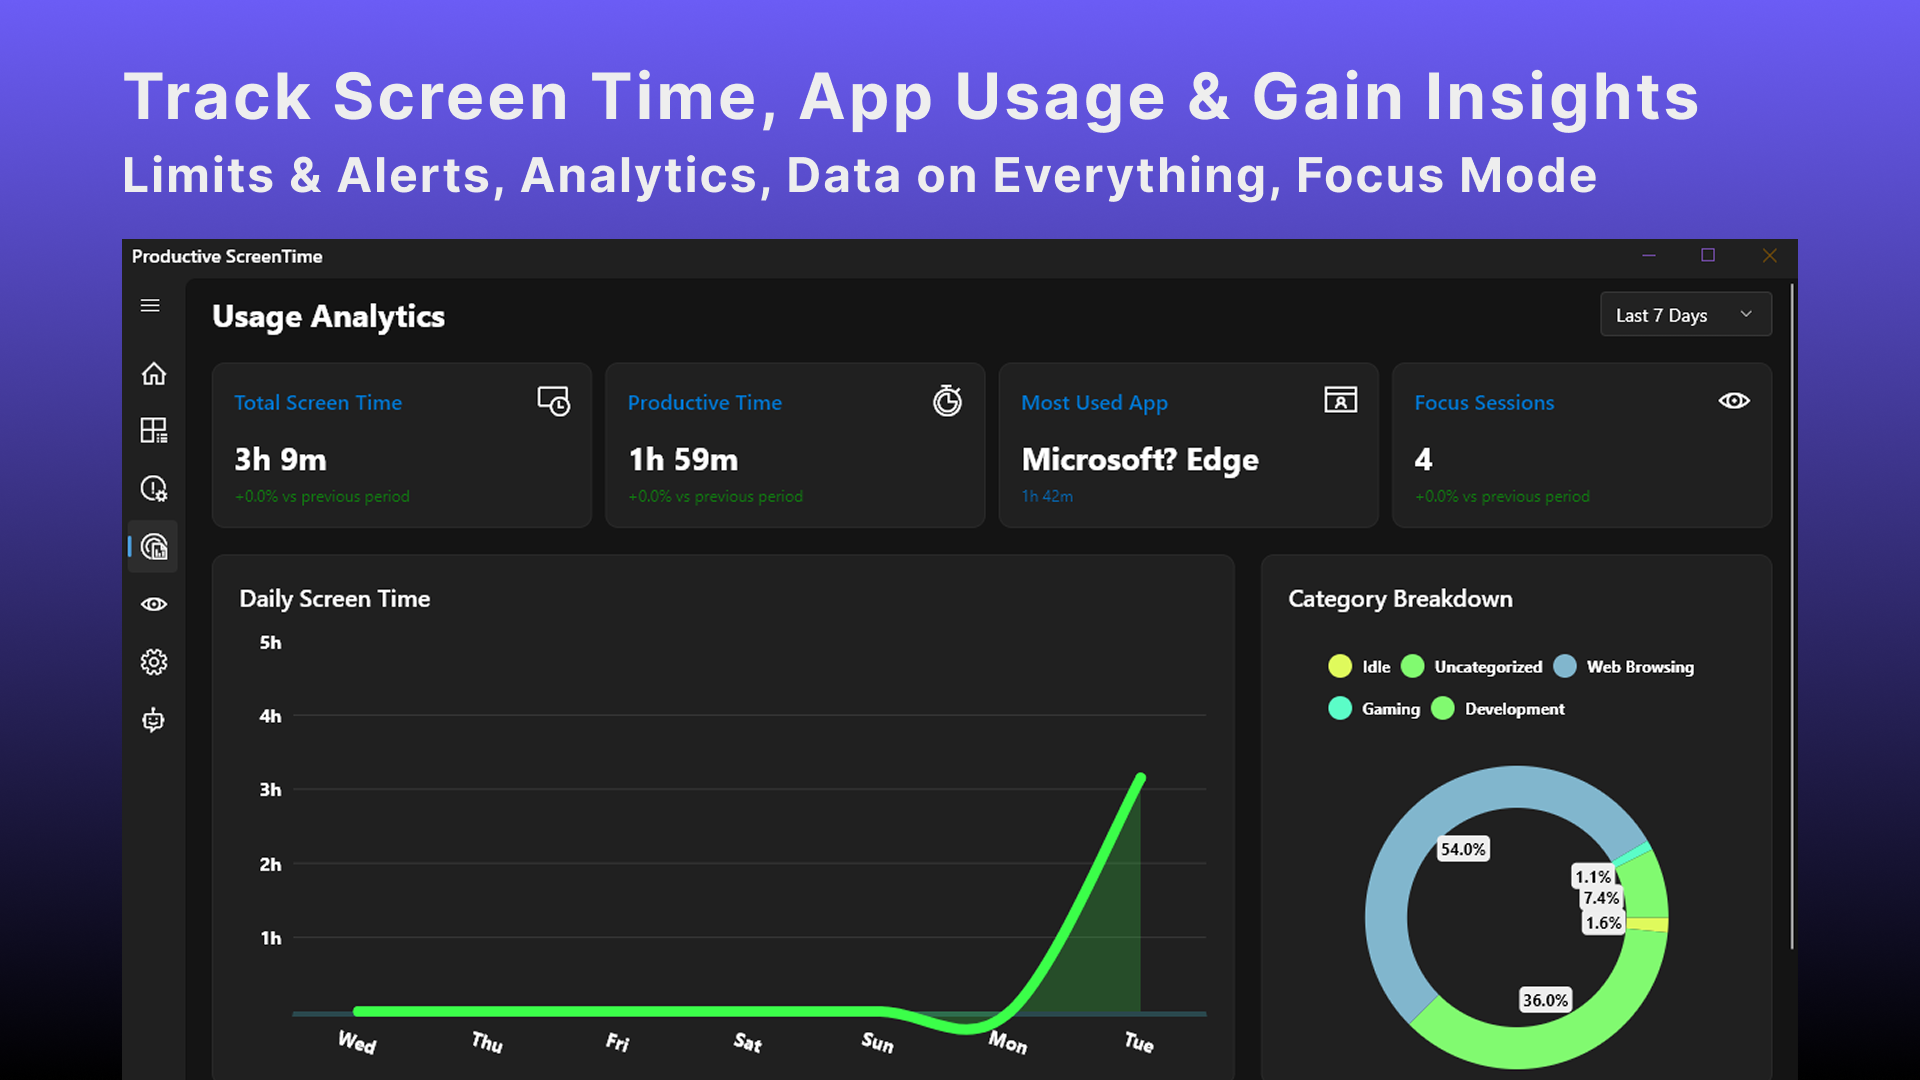 Track Screen Time, App Usage & Gain Insights
Limits & Alerts, Analytics, Data on Everything, Focus Mode
Productive ScreenTime
Usage Analytics
Last 7 Days
Total Screen Time
3h 9m
+0.0% vs previous period
Productive Time
1h 59m
+0.0% vs previous period
Most Used App
Microsoft? Edge
1h 42m
Focus Sessions
4
+0.0% vs previous period
Daily Screen Time
5h
4h
3h
2h
1h
Wed Thu Fri Sat Sun Mon Tue
Category Breakdown
Idle Uncategorized Web Browsing
Gaming Development
54.0%
1.1%
7.4%
1.6%
36.0%